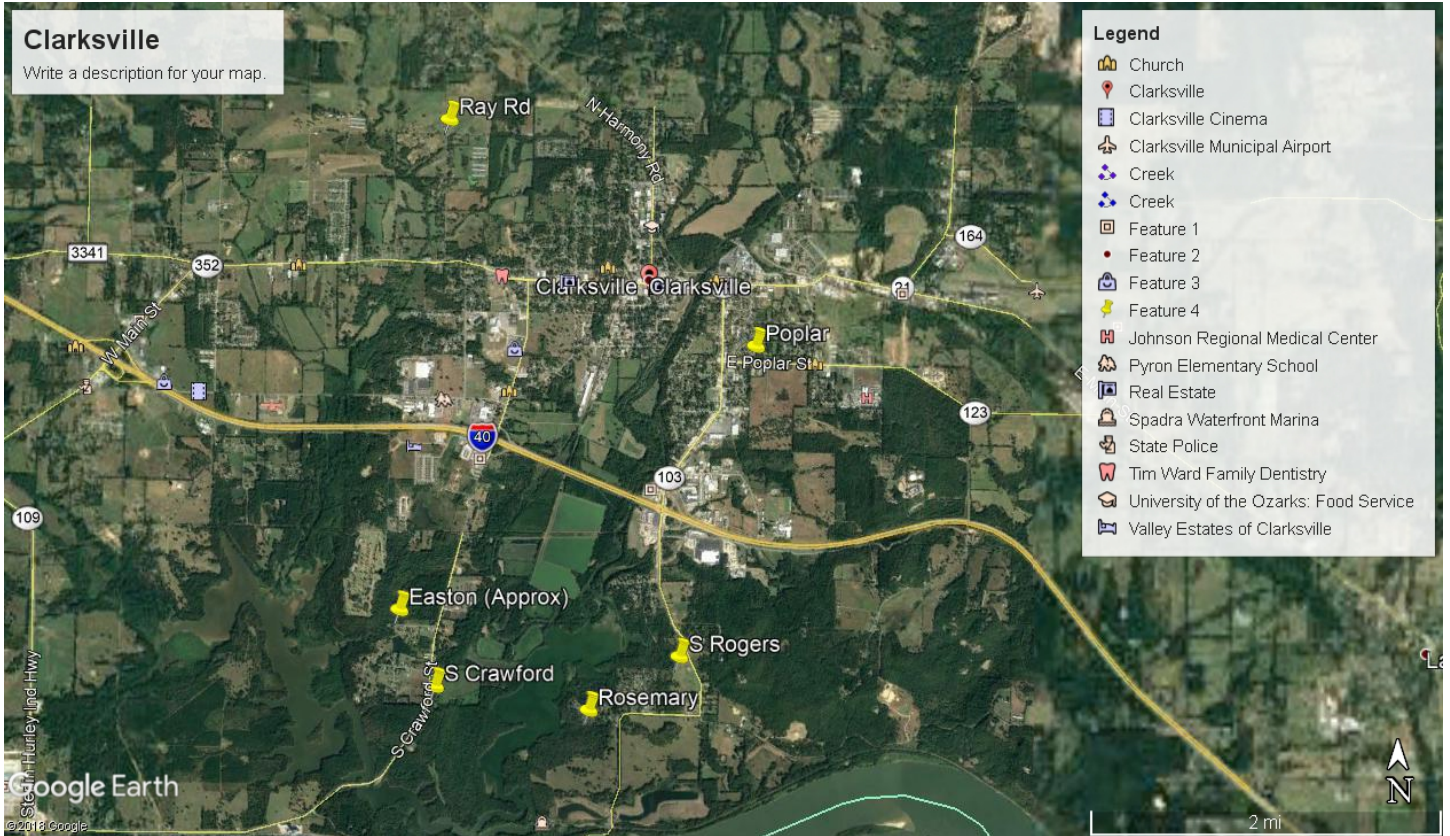 Clarksville
Write a description for your map.
Legend
Church
Clarksville
Clarksville Cinema
Clarksville Municipal Airport
Creek
Creek
Feature 1
Feature 2
Feature 3
Feature 4
Johnson Regional Medical Center
Pyron Elementary School
Real Estate
Spadra Waterfront Marina
State Police
Tim Ward Family Dentistry
University of the Ozarks: Food Service
Valley Estates of Clarksville
Ray Rd
N Harmony Rd
3341
352
164
21
Clarksville
Clarksville
W Main St
Poplar
E Poplar St
123
40
103
109
Easton (Approx)
S Rogers
S Crawford
Rosemary
S Crawford St
Hurley Ind Hwy
La
Google Earth
©2018 Google
N
2 mi